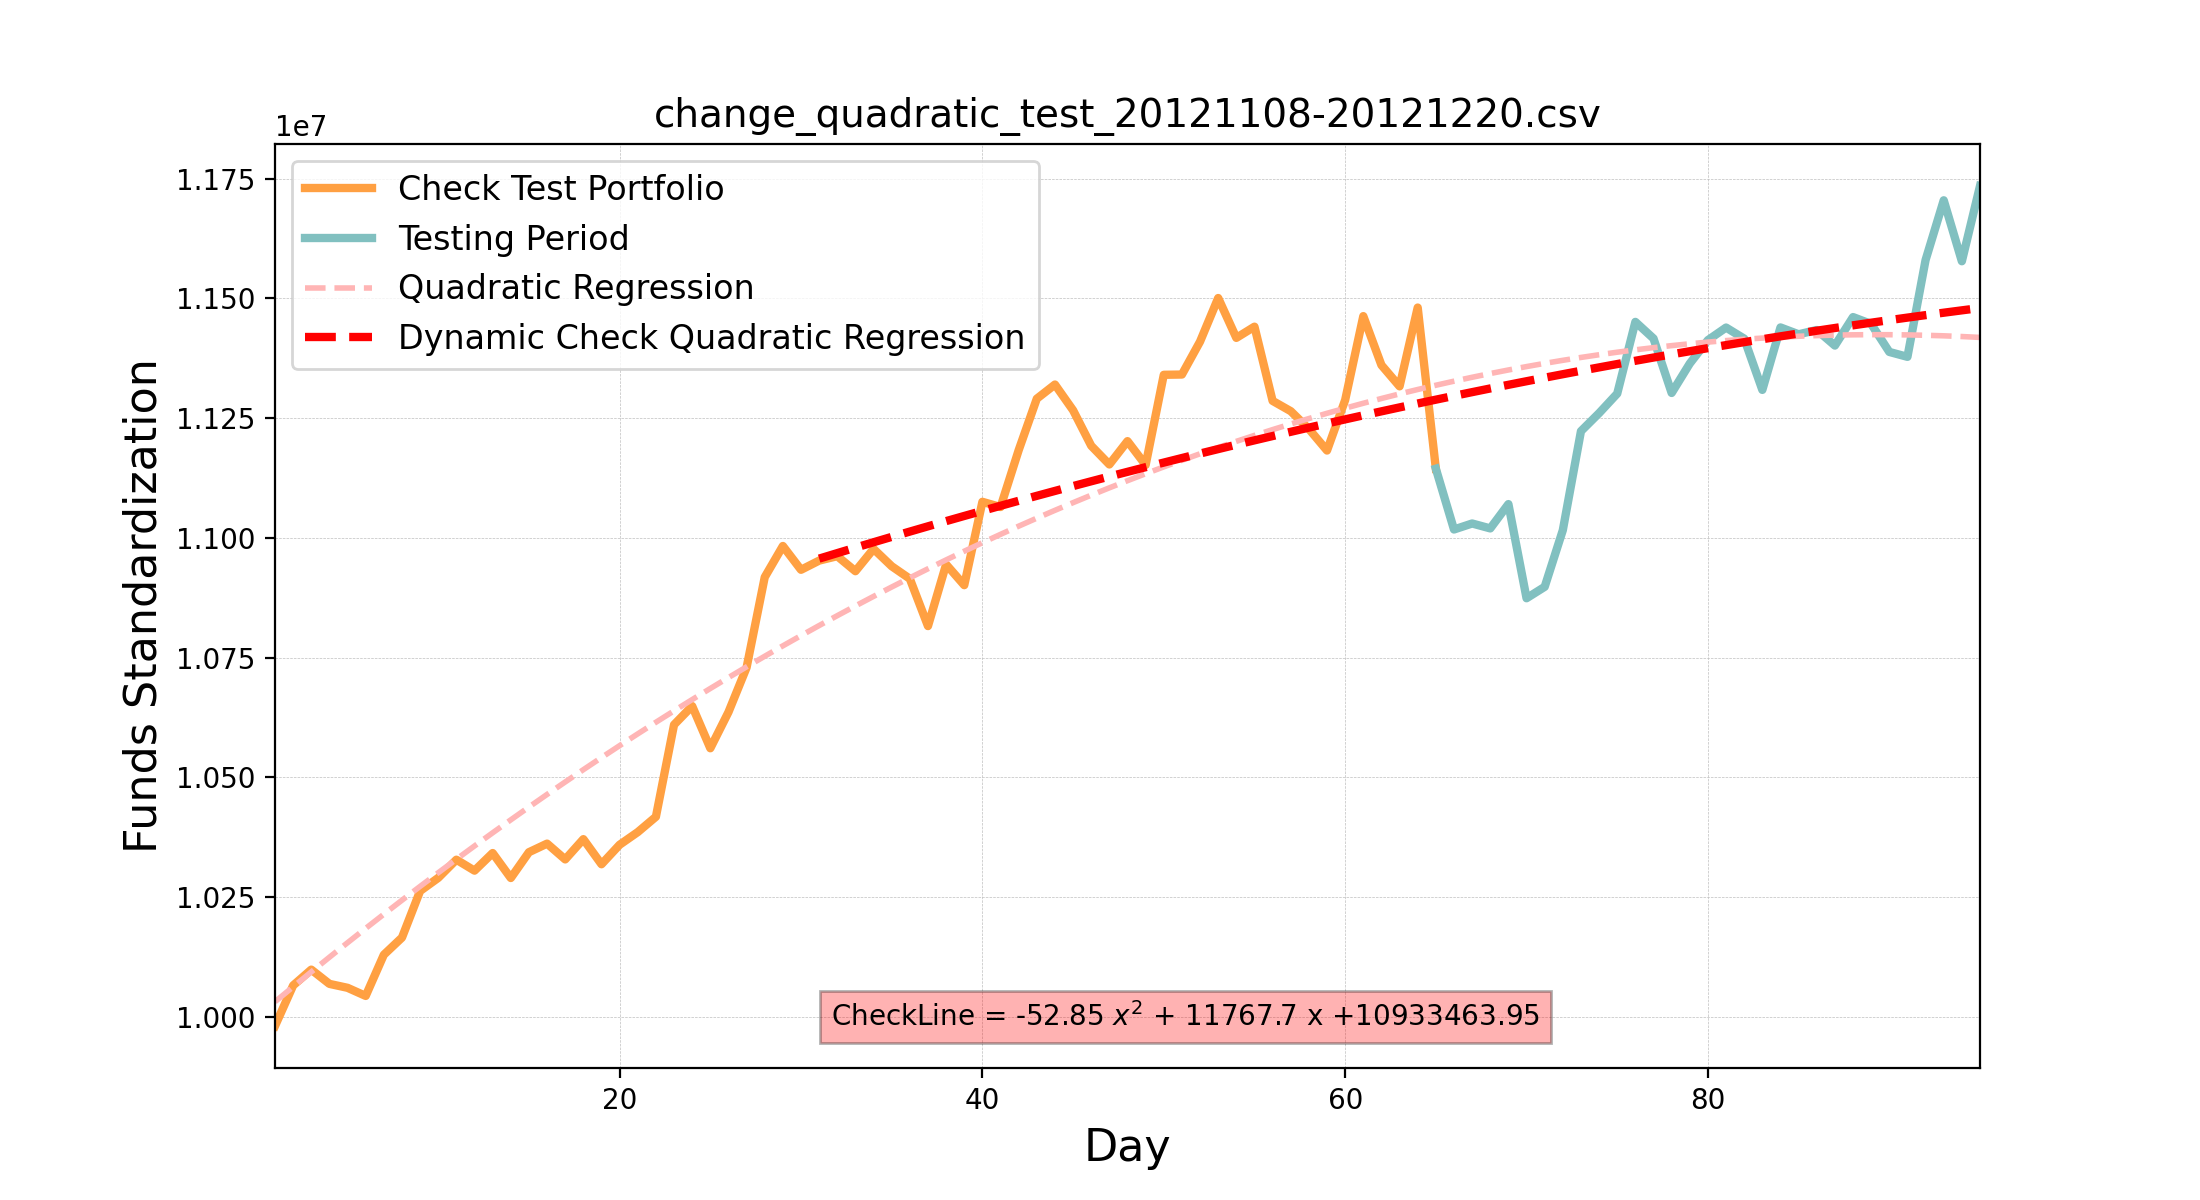 change_quadratic_test_20121108-20121220.csv
1e7
1.175
1.150
1.125
1.100
1.075
1.050
1.025
1.000
Funds Standardization
Check Test Portfolio
Testing Period
Quadratic Regression
Dynamic Check Quadratic Regression
CheckLine = -52.85 x² + 11767.7 x +10933463.95
20 40 60 80
Day